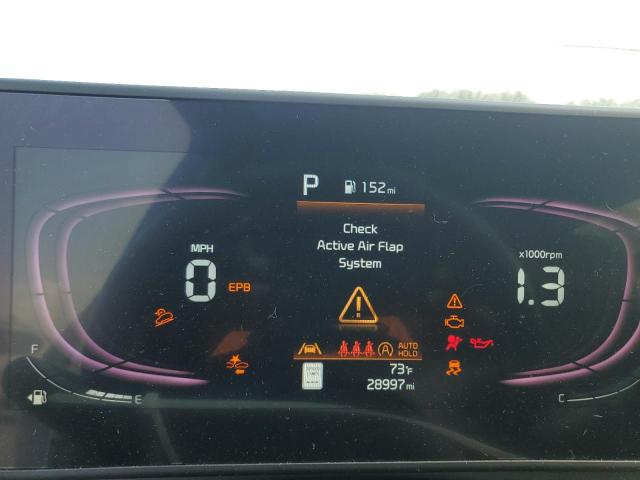 P 152 mi
Check
Active Air Flap
System
MPH
0
EPB
x1000rpm
1.3
AUTO
HOLD
F
E
73°F
28997 mi
C